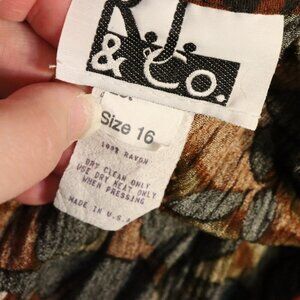 & Co.
Size 16
100% RAYON
DRY CLEAN ONLY
USE DRY HEAT ONLY
WHEN PRESSING
MADE IN U.S.A.